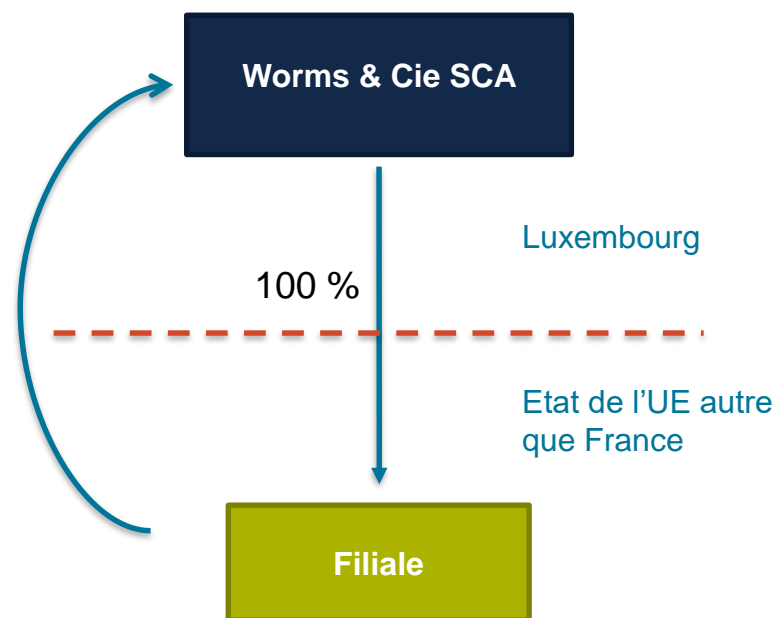 Worms & Cie SCA
Luxembourg
100 %
Etat de l’UE autre
que France
Filiale